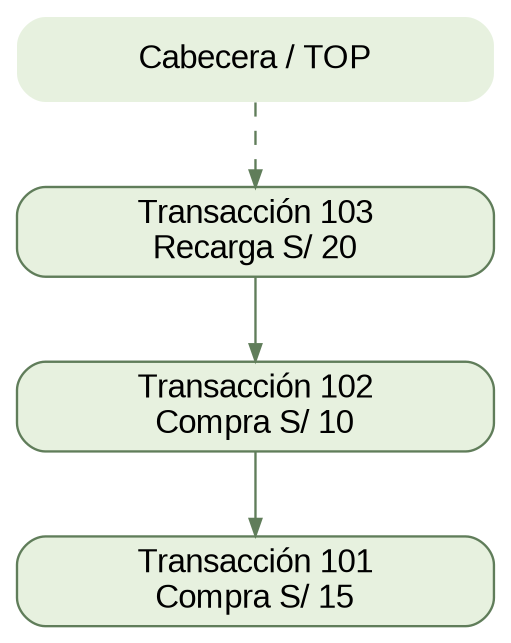 Cabecera / TOP
Transacción 103
Recarga S/ 20
Transacción 102
Compra S/ 10
Transacción 101
Compra S/ 15